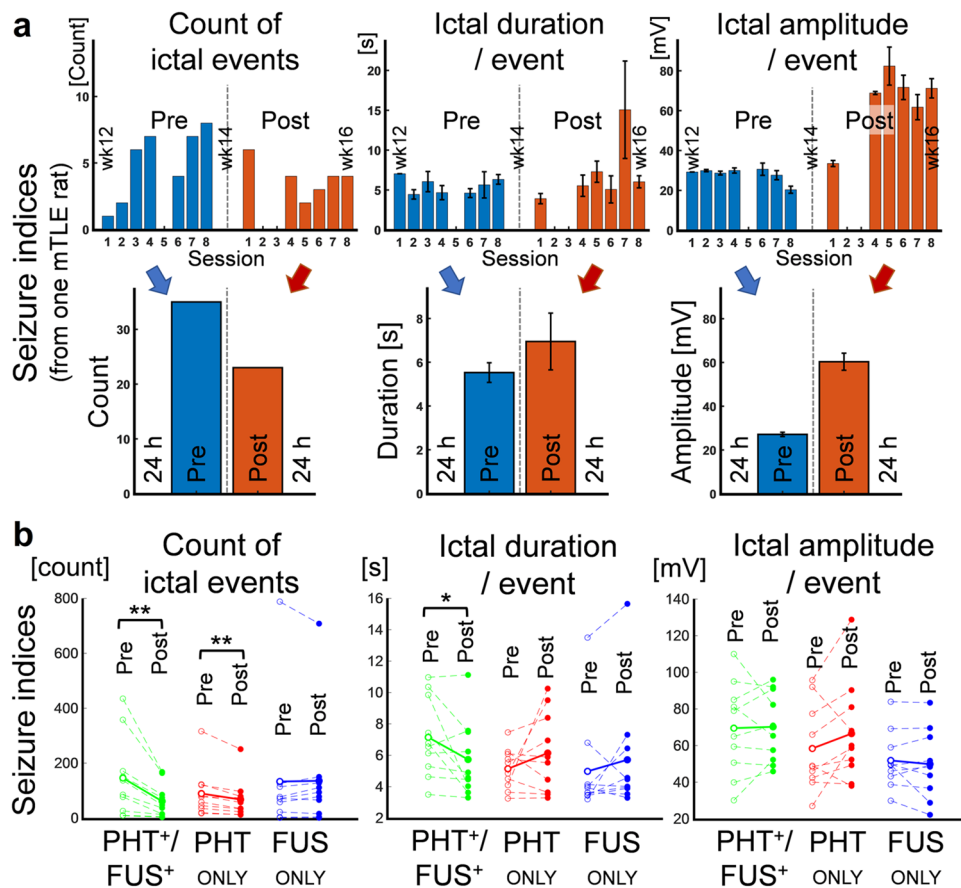 a
Count of
ictal events
Ictal duration
/ event
Ictal amplitude
/ event
[Count]
[s]
[mV]
10
5
0
wk12
Pre
wk14
Post
wk16
1 2 3 4 5 6 7 8
1 2 3 4 5 6 7 8
20
15
10
5
0
wk12
Pre
wk14
Post
wk16
1 2 3 4 5 6 7 8
1 2 3 4 5 6 7 8
80
60
40
20
0
wk12
Pre
wk14
Post
wk16
1 2 3 4 5 6 7 8
1 2 3 4 5 6 7 8
Session
Session
Session
Seizure indices
(from one mTLE rat)
Count
30
20
10
0
24 h
Pre
Post
24 h
Duration [s]
8
6
4
2
0
24 h
Pre
Post
24 h
Amplitude [mV]
80
60
40
20
0
24 h
Pre
Post
24 h
b
Count of
ictal events
Ictal duration
/ event
Ictal amplitude
/ event
[count]
[s]
[mV]
Seizure indices
800
600
400
200
100
0
**
Pre
Post
**
Pre
Post
Pre
Post
PHT+/
FUS+
PHT
ONLY
FUS
ONLY
16
14
12
10
8
6
4
2
*
Pre
Post
Pre
Post
Pre
Post
PHT+/
FUS+
PHT
ONLY
FUS
ONLY
140
120
100
80
60
40
20
Pre
Post
Pre
Post
Pre
Post
PHT+/
FUS+
PHT
ONLY
FUS
ONLY